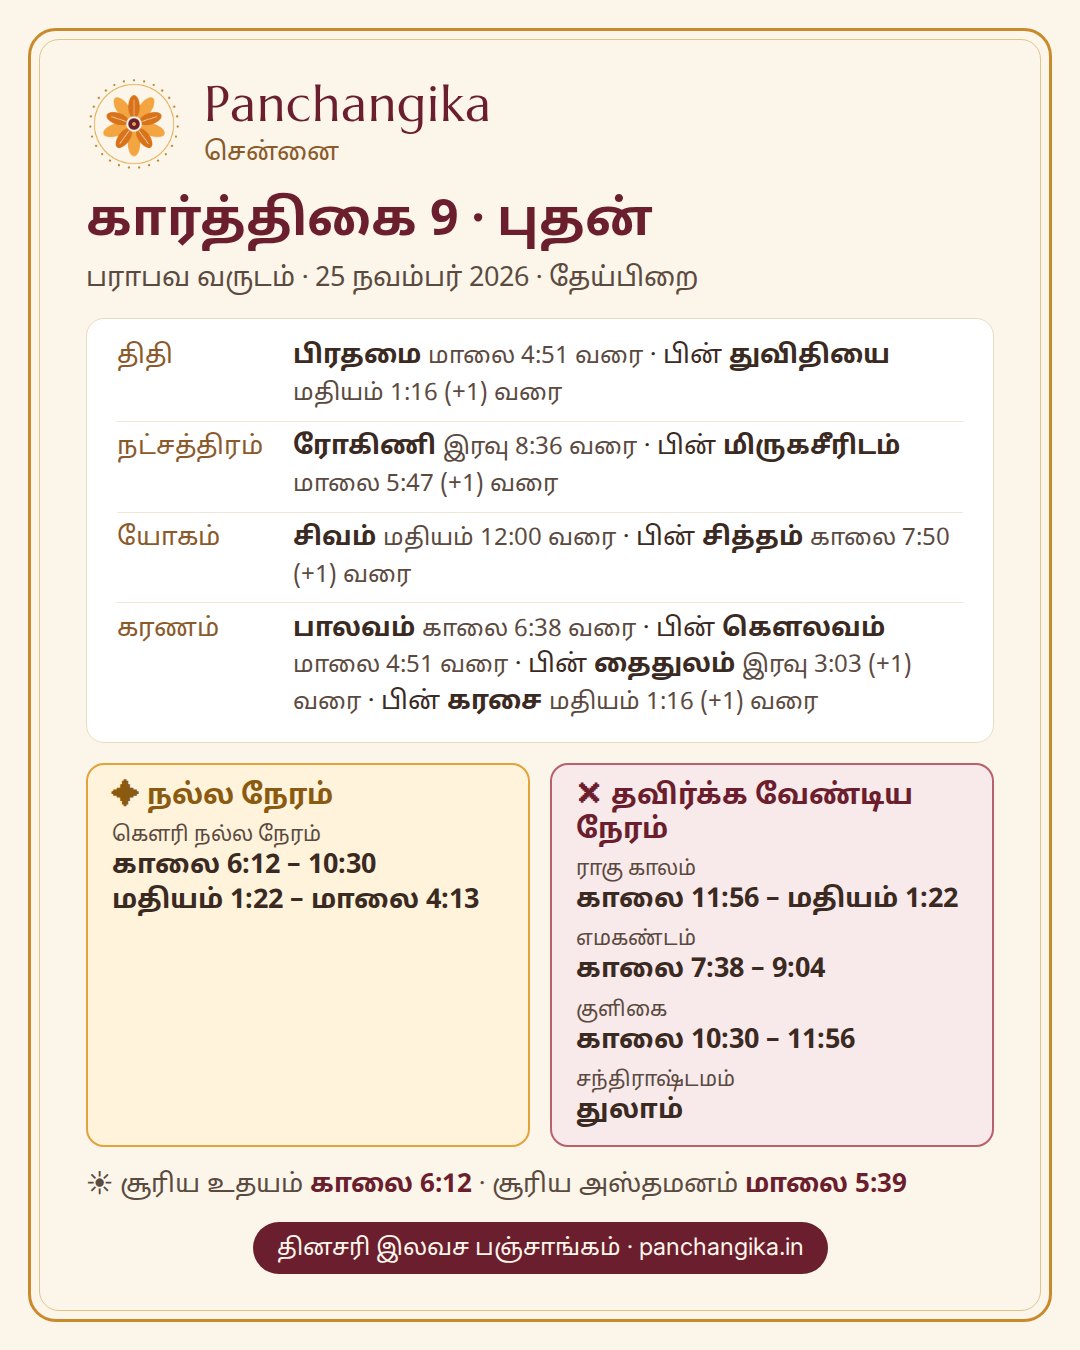 Panchangika
சென்னை
கார்த்திகை 9 · புதன்
பராபவ வருடம் · 25 நவம்பர் 2026 · தேய்பிறை
திதி
பிரதமை மாலை 4:51 வரை · பின் துவிதியை
மதியம் 1:16 (+1) வரை
நட்சத்திரம்
ரோகிணி இரவு 8:36 வரை · பின் மிருகசீரிடம்
மாலை 5:47 (+1) வரை
யோகம்
சிவம் மதியம் 12:00 வரை · பின் சித்தம் காலை 7:50
(+1) வரை
கரணம்
பாலவம் காலை 6:38 வரை · பின் கௌலவம்
மாலை 4:51 வரை · பின் தைதுலம் இரவு 3:03 (+1)
வரை · பின் கரசை மதியம் 1:16 (+1) வரை
✦ நல்ல நேரம்
கௌரி நல்ல நேரம்
காலை 6:12 – 10:30
மதியம் 1:22 – மாலை 4:13
✖ தவிர்க்க வேண்டிய
நேரம்
ராகு காலம்
காலை 11:56 – மதியம் 1:22
எமகண்டம்
காலை 7:38 – 9:04
குளிகை
காலை 10:30 – 11:56
சந்திராஷ்டமம்
துலாம்
☀ சூரிய உதயம் காலை 6:12 · சூரிய அஸ்தமனம் மாலை 5:39
தினசரி இலவச பஞ்சாங்கம் · panchangika.in